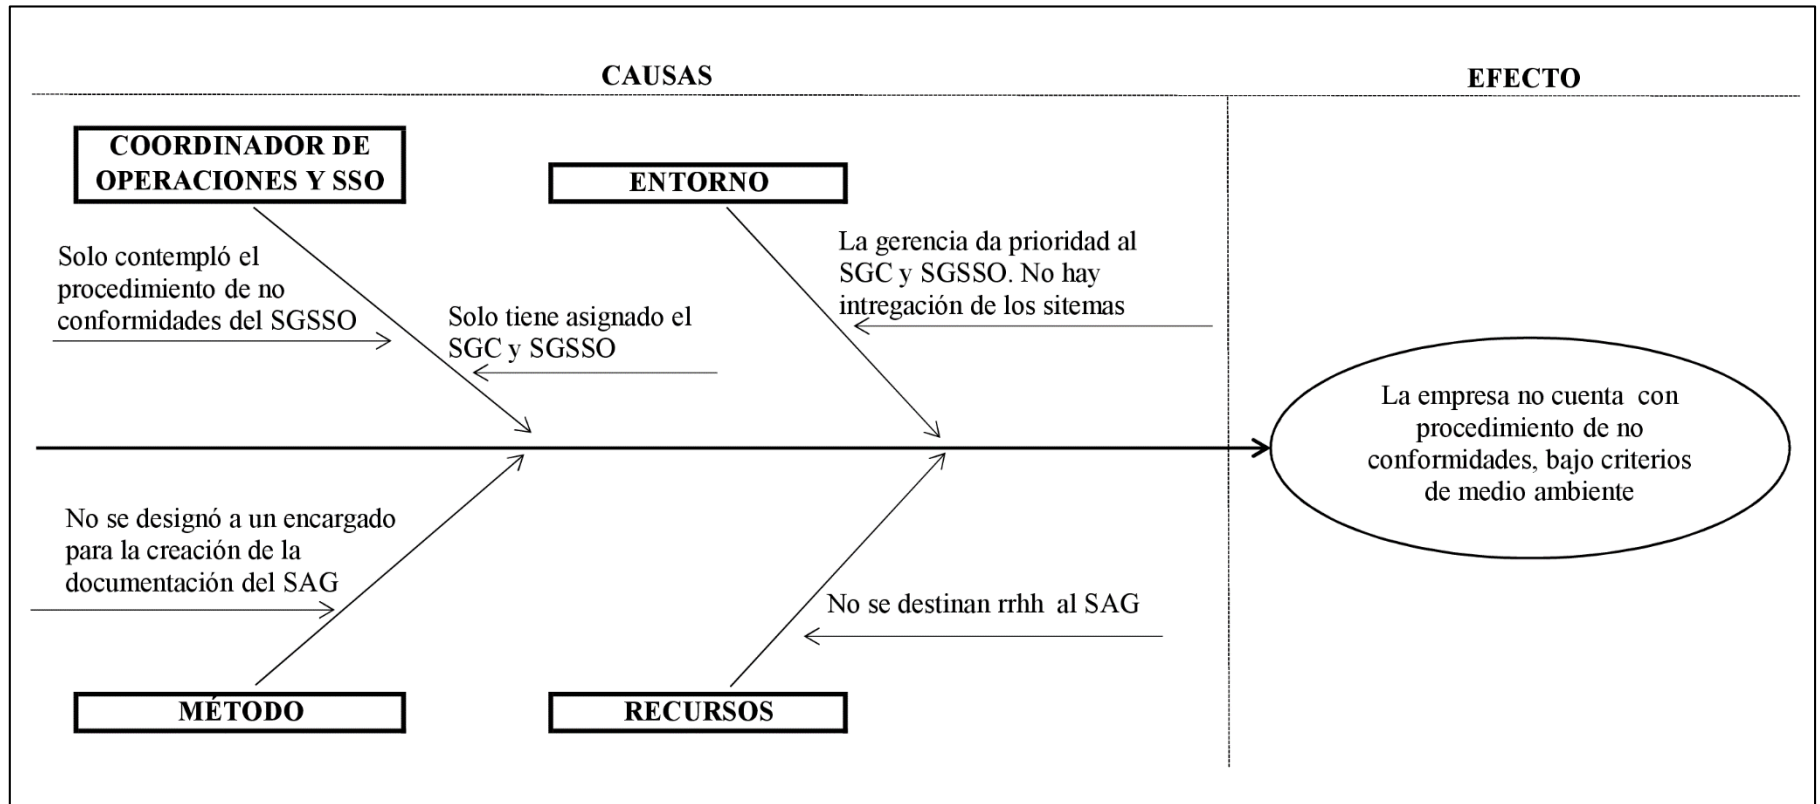 CAUSAS
EFECTO
COORDINADOR DE
OPERACIONES Y SSO
ENTORNO
Solo contempló el
procedimiento de no
conformidades del SGSSO
Solo tiene asignado el
SGC y SGSSO
La gerencia da prioridad al
SGC y SGSSO. No hay
intregación de los sitemas
La empresa no cuenta con
procedimiento de no
conformidades, bajo criterios
de medio ambiente
No se designó a un encargado
para la creación de la
documentación del SAG
No se destinan rrhh al SAG
MÉTODO
RECURSOS